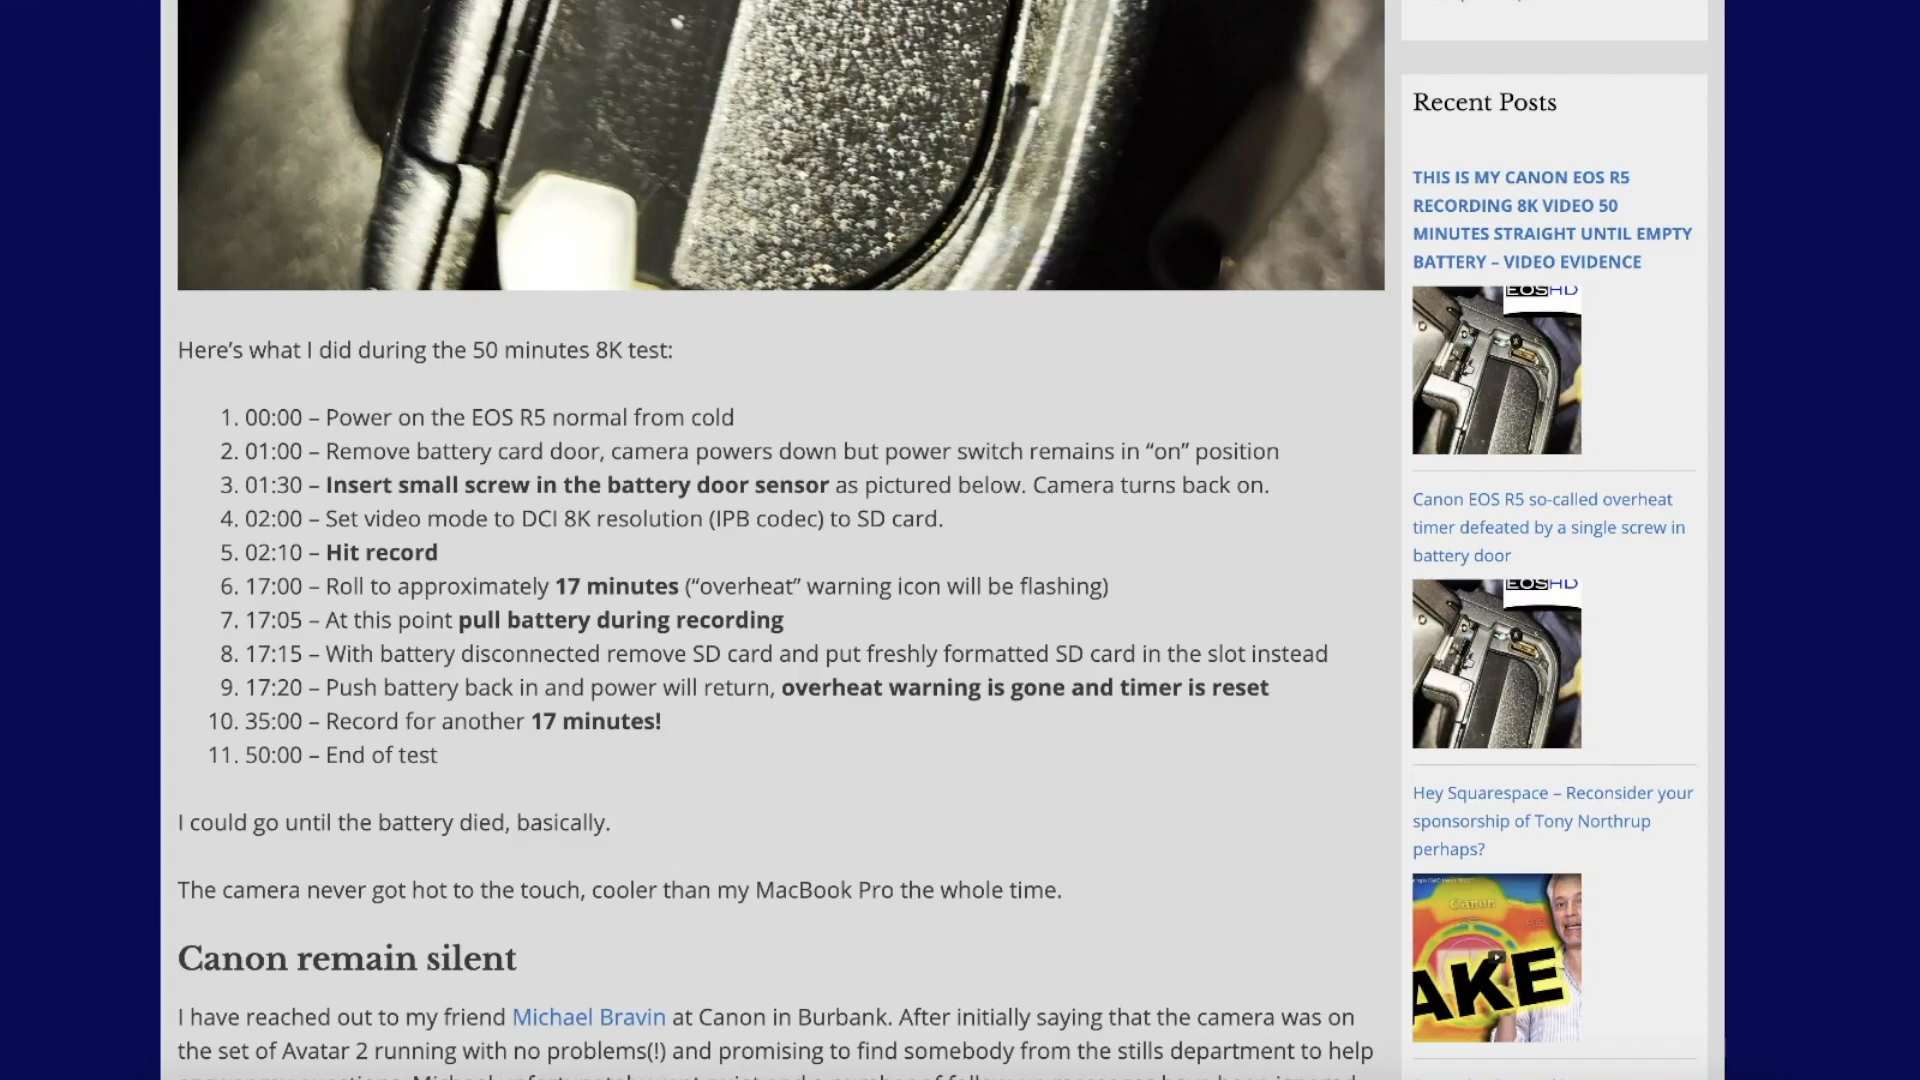 Here’s what I did during the 50 minutes 8K test:
1. 00:00 – Power on the EOS R5 normal from cold
2. 01:00 – Remove battery card door, camera powers down but power switch remains in “on” position
3. 01:30 – Insert small screw in the battery door sensor as pictured below. Camera turns back on.
4. 02:00 – Set video mode to DCI 8K resolution (IPB codec) to SD card.
5. 02:10 – Hit record
6. 17:00 – Roll to approximately 17 minutes (“overheat” warning icon will be flashing)
7. 17:05 – At this point pull battery during recording
8. 17:15 – With battery disconnected remove SD card and put freshly formatted SD card in the slot instead
9. 17:20 – Push battery back in and power will return, overheat warning is gone and timer is reset
10. 35:00 – Record for another 17 minutes!
11. 50:00 – End of test
I could go until the battery died, basically.
The camera never got hot to the touch, cooler than my MacBook Pro the whole time.
Canon remain silent
I have reached out to my friend Michael Bravin at Canon in Burbank. After initially saying that the camera was on
the set of Avatar 2 running with no problems(!) and promising to find somebody from the stills department to help
Recent Posts
THIS IS MY CANON EOS R5
RECORDING 8K VIDEO 50
MINUTES STRAIGHT UNTIL EMPTY
BATTERY – VIDEO EVIDENCE
EOSHD
Canon EOS R5 so-called overheat
timer defeated by a single screw in
battery door
EOSHD
Hey Squarespace – Reconsider your
sponsorship of Tony Northrup
perhaps?
Canon
AKE